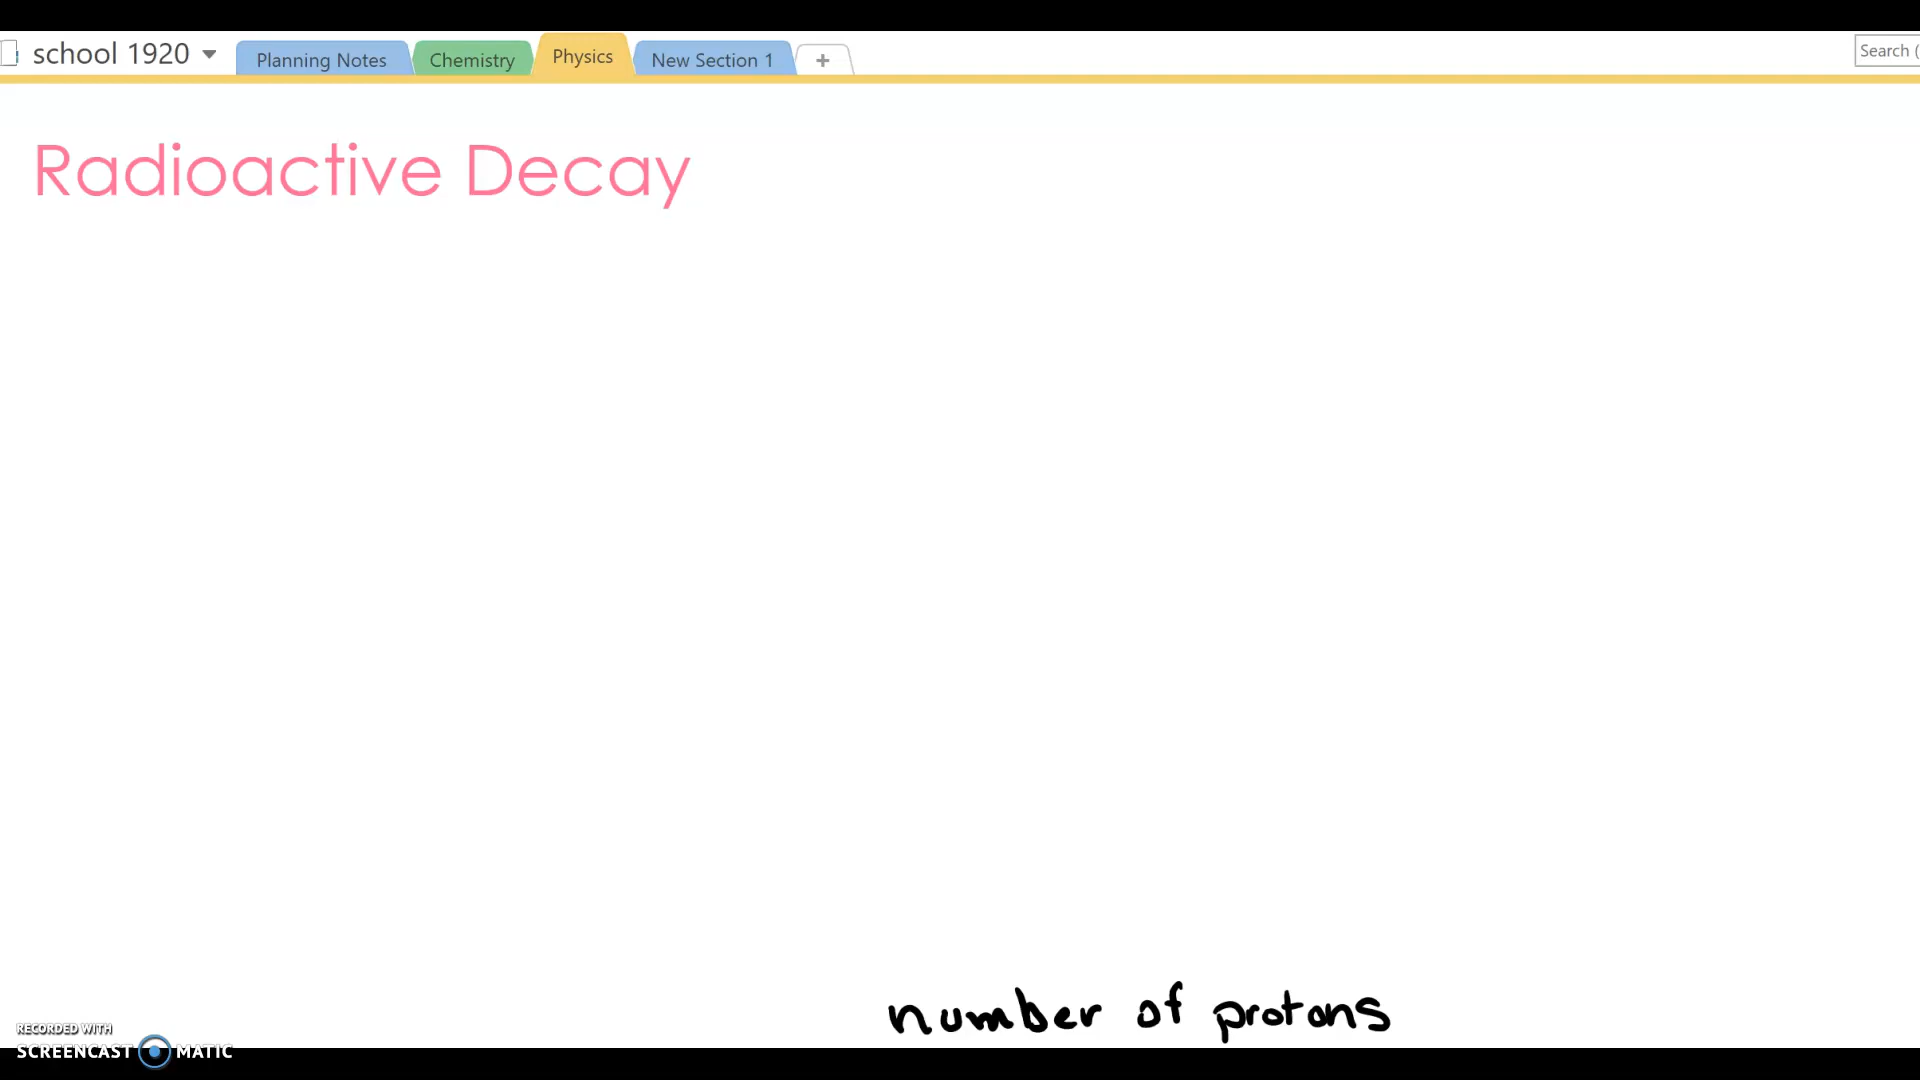 school 1920
Planning Notes
Chemistry
Physics
New Section 1
+
Search (
Radioactive Decay
number of protons
RECORDED WITH
SCREENCAST MATIC